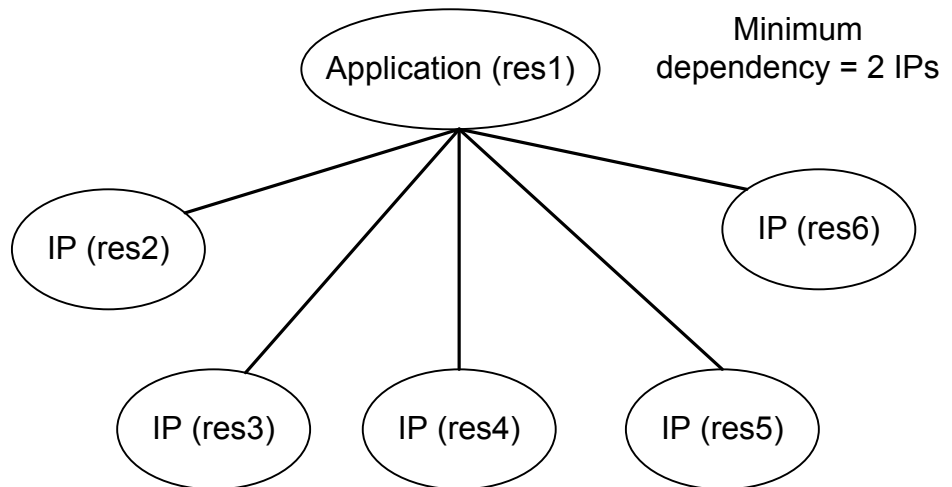 Application (res1)
Minimum
dependency = 2 IPs
IP (res2)
IP (res6)
IP (res3)
IP (res4)
IP (res5)